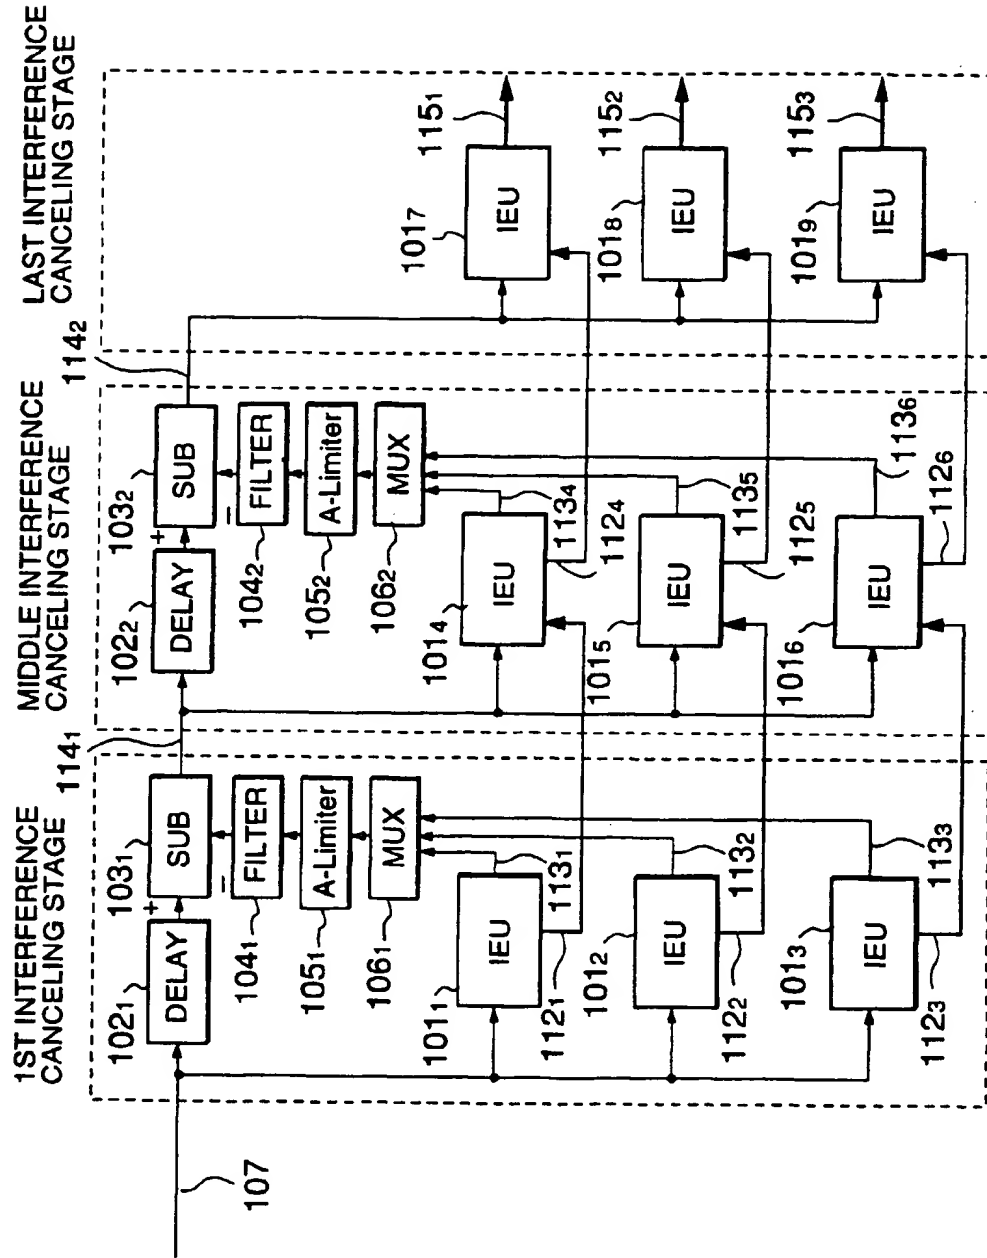 1ST INTERFERENCE
CANCELING STAGE
MIDDLE INTERFERENCE
CANCELING STAGE
LAST INTERFERENCE
CANCELING STAGE
107
114₁
114₂
102₁
DELAY
+
103₁
SUB
−
104₁
FILTER
105₁
A-Limiter
106₁
MUX
101₁
IEU
113₁
112₁
101₂
IEU
113₂
112₂
101₃
IEU
113₃
112₃
102₂
DELAY
+
103₂
SUB
−
104₂
FILTER
105₂
A-Limiter
106₂
MUX
101₄
IEU
113₄
112₄
101₅
IEU
113₅
112₅
101₆
IEU
113₆
112₆
101₇
IEU
115₁
101₈
IEU
115₂
101₉
IEU
115₃